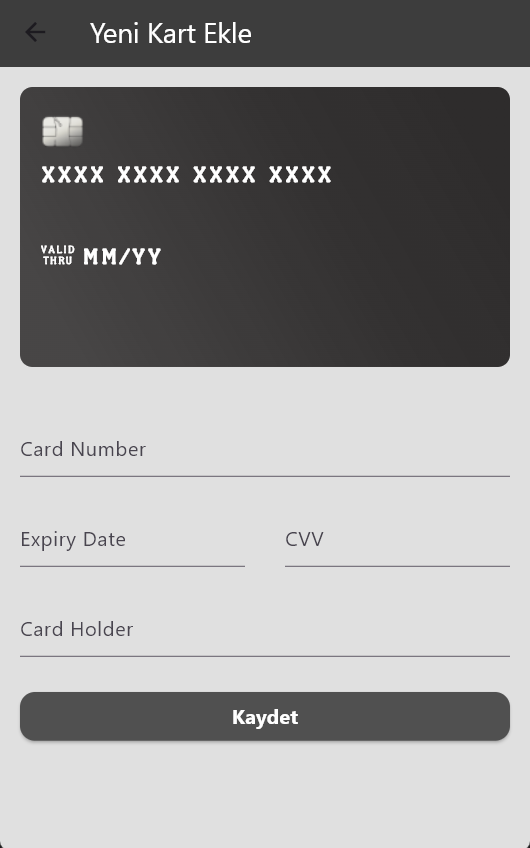 Yeni Kart Ekle
XXXX XXXX XXXX XXXX
VALID
THRU MM/YY
Card Number
Expiry Date CVV
Card Holder
Kaydet